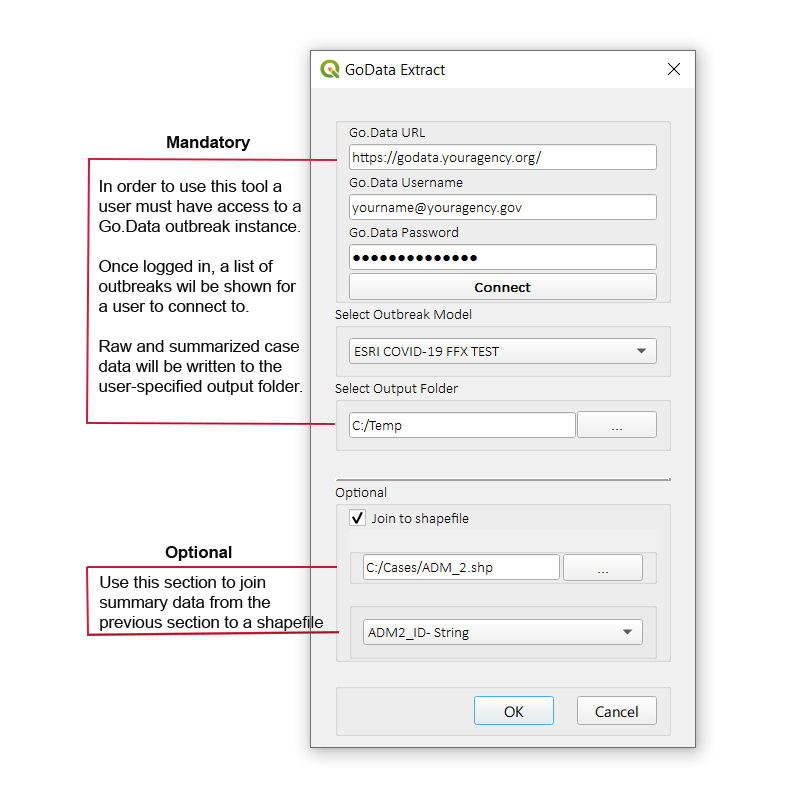 GoData Extract
Mandatory
In order to use this tool a
user must have access to a
Go.Data outbreak instance.
Once logged in, a list of
outbreaks wil be shown for
a user to connect to.
Raw and summarized case
data will be written to the
user-specified output folder.
Go.Data URL
https://godata.youragency.org/
Go.Data Username
yourname@youragency.gov
Go.Data Password
●●●●●●●●●●●●●●
Connect
Select Outbreak Model
ESRI COVID-19 FFX TEST
Select Output Folder
C:/Temp
...
Optional
Use this section to join
summary data from the
previous section to a shapefile
Optional
Join to shapefile
C:/Cases/ADM_2.shp
...
ADM2_ID- String
OK
Cancel